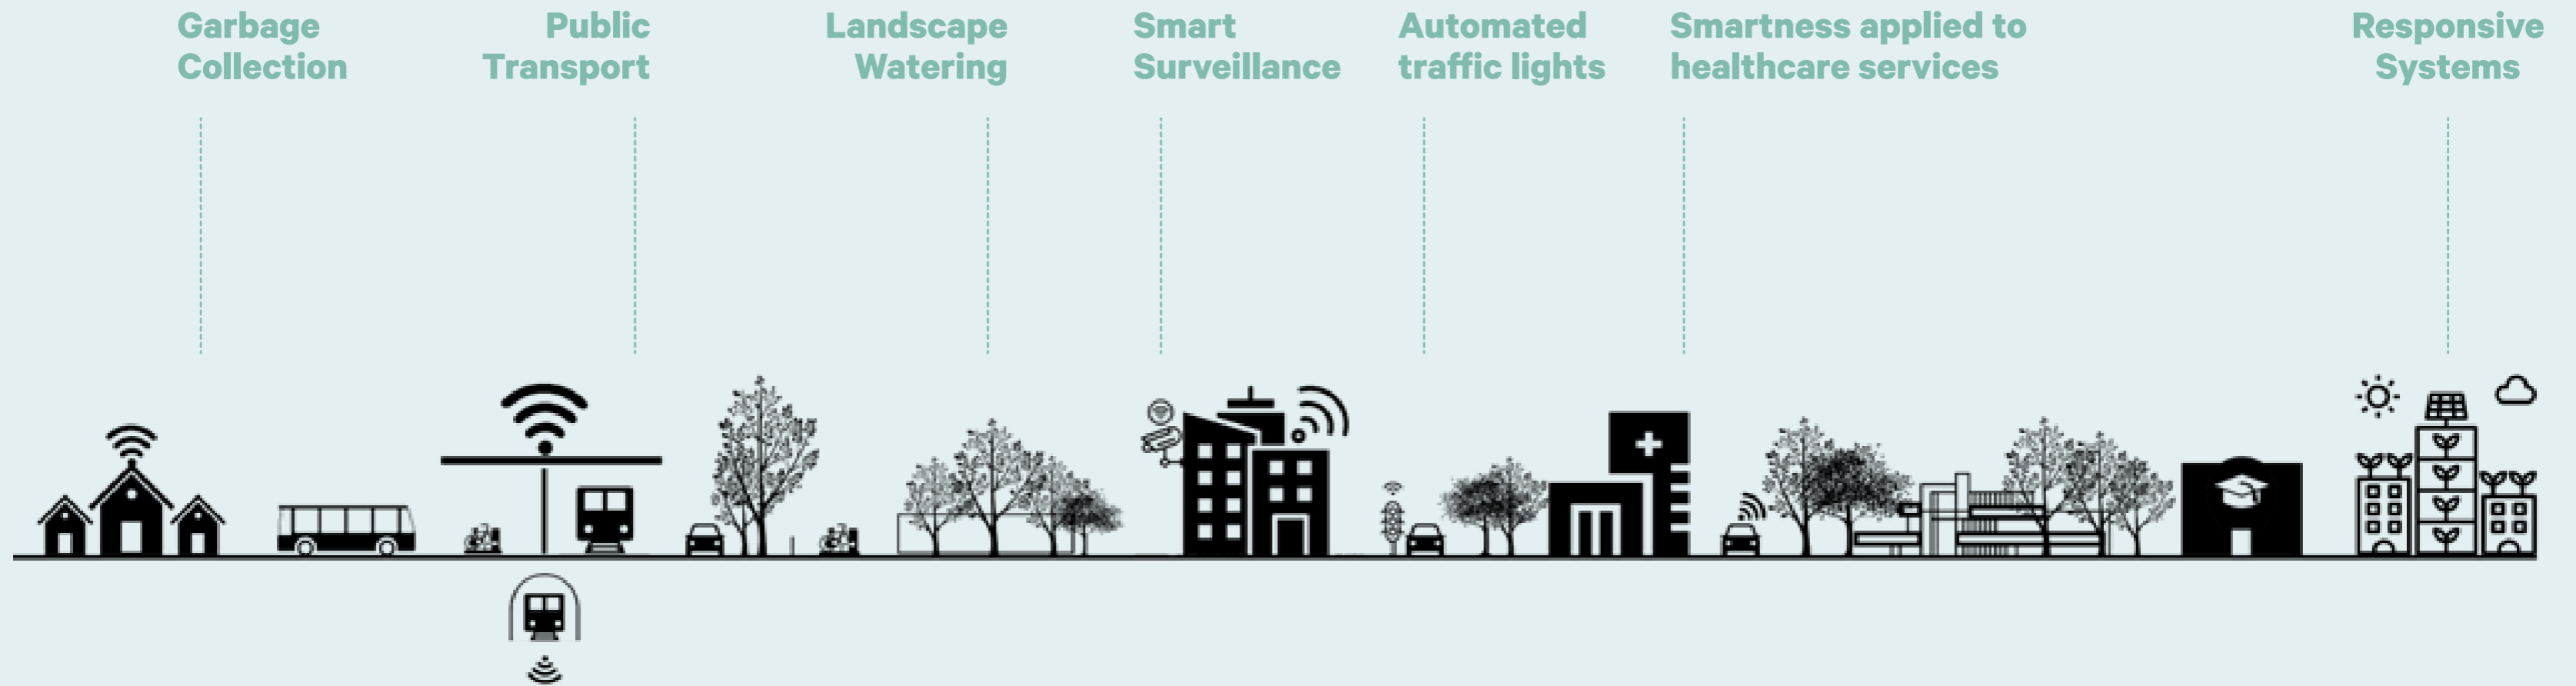 Garbage
Collection
Public
Transport
Landscape
Watering
Smart
Surveillance
Automated
traffic lights
Smartness applied to
healthcare services
Responsive
Systems